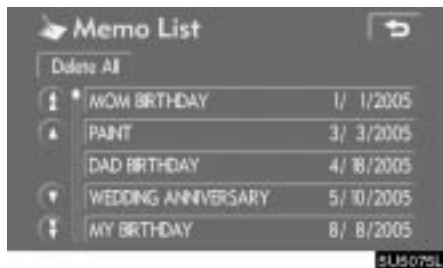 Memo List
Delete All
MOM BIRTHDAY 1/ 1/2005
PAINT 3/ 3/2005
DAD BIRTHDAY 4/18/2005
WEDDING ANNIVERSARY 5/10/2005
MY BIRTHDAY 8/ 8/2005
SUS075L